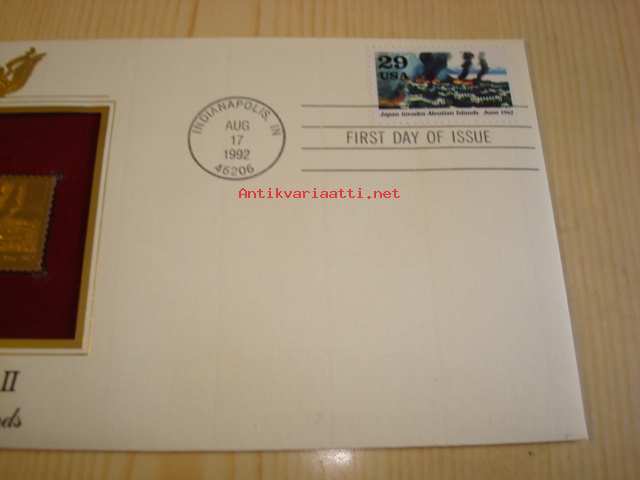 29
USA
Japan invades Aleutian Islands June 1942
INDIANAPOLIS, IN
AUG
17
1992
46206
FIRST DAY OF ISSUE
Antikvariaatti.net
II
nds